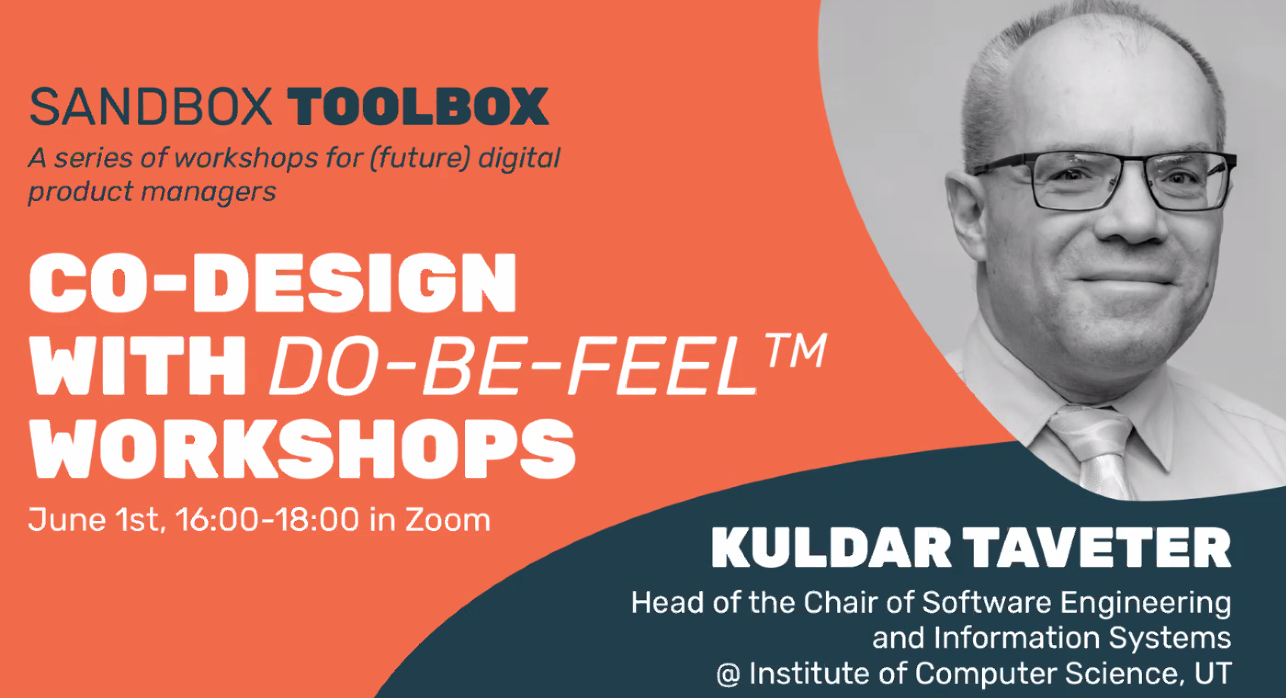 SANDBOX TOOLBOX
A series of workshops for (future) digital
product managers
CO-DESIGN
WITH DO-BE-FEEL™
WORKSHOPS
June 1st, 16:00-18:00 in Zoom
KULDAR TAVETER
Head of the Chair of Software Engineering
and Information Systems
@ Institute of Computer Science, UT